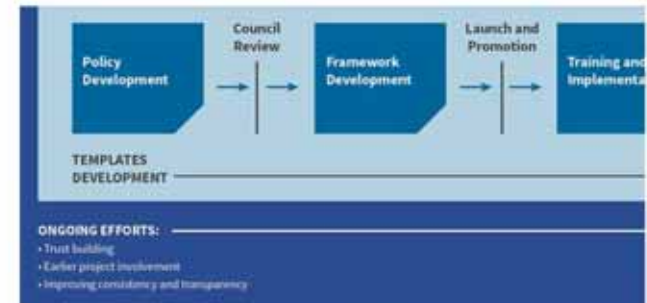 Council
Review
Launch and
Promotion
Policy
Development
Framework
Development
Training and
Implementa
TEMPLATES
DEVELOPMENT
ONGOING EFFORTS:
• Trust building
• Earlier project involvement
• Improving consistency and transparency